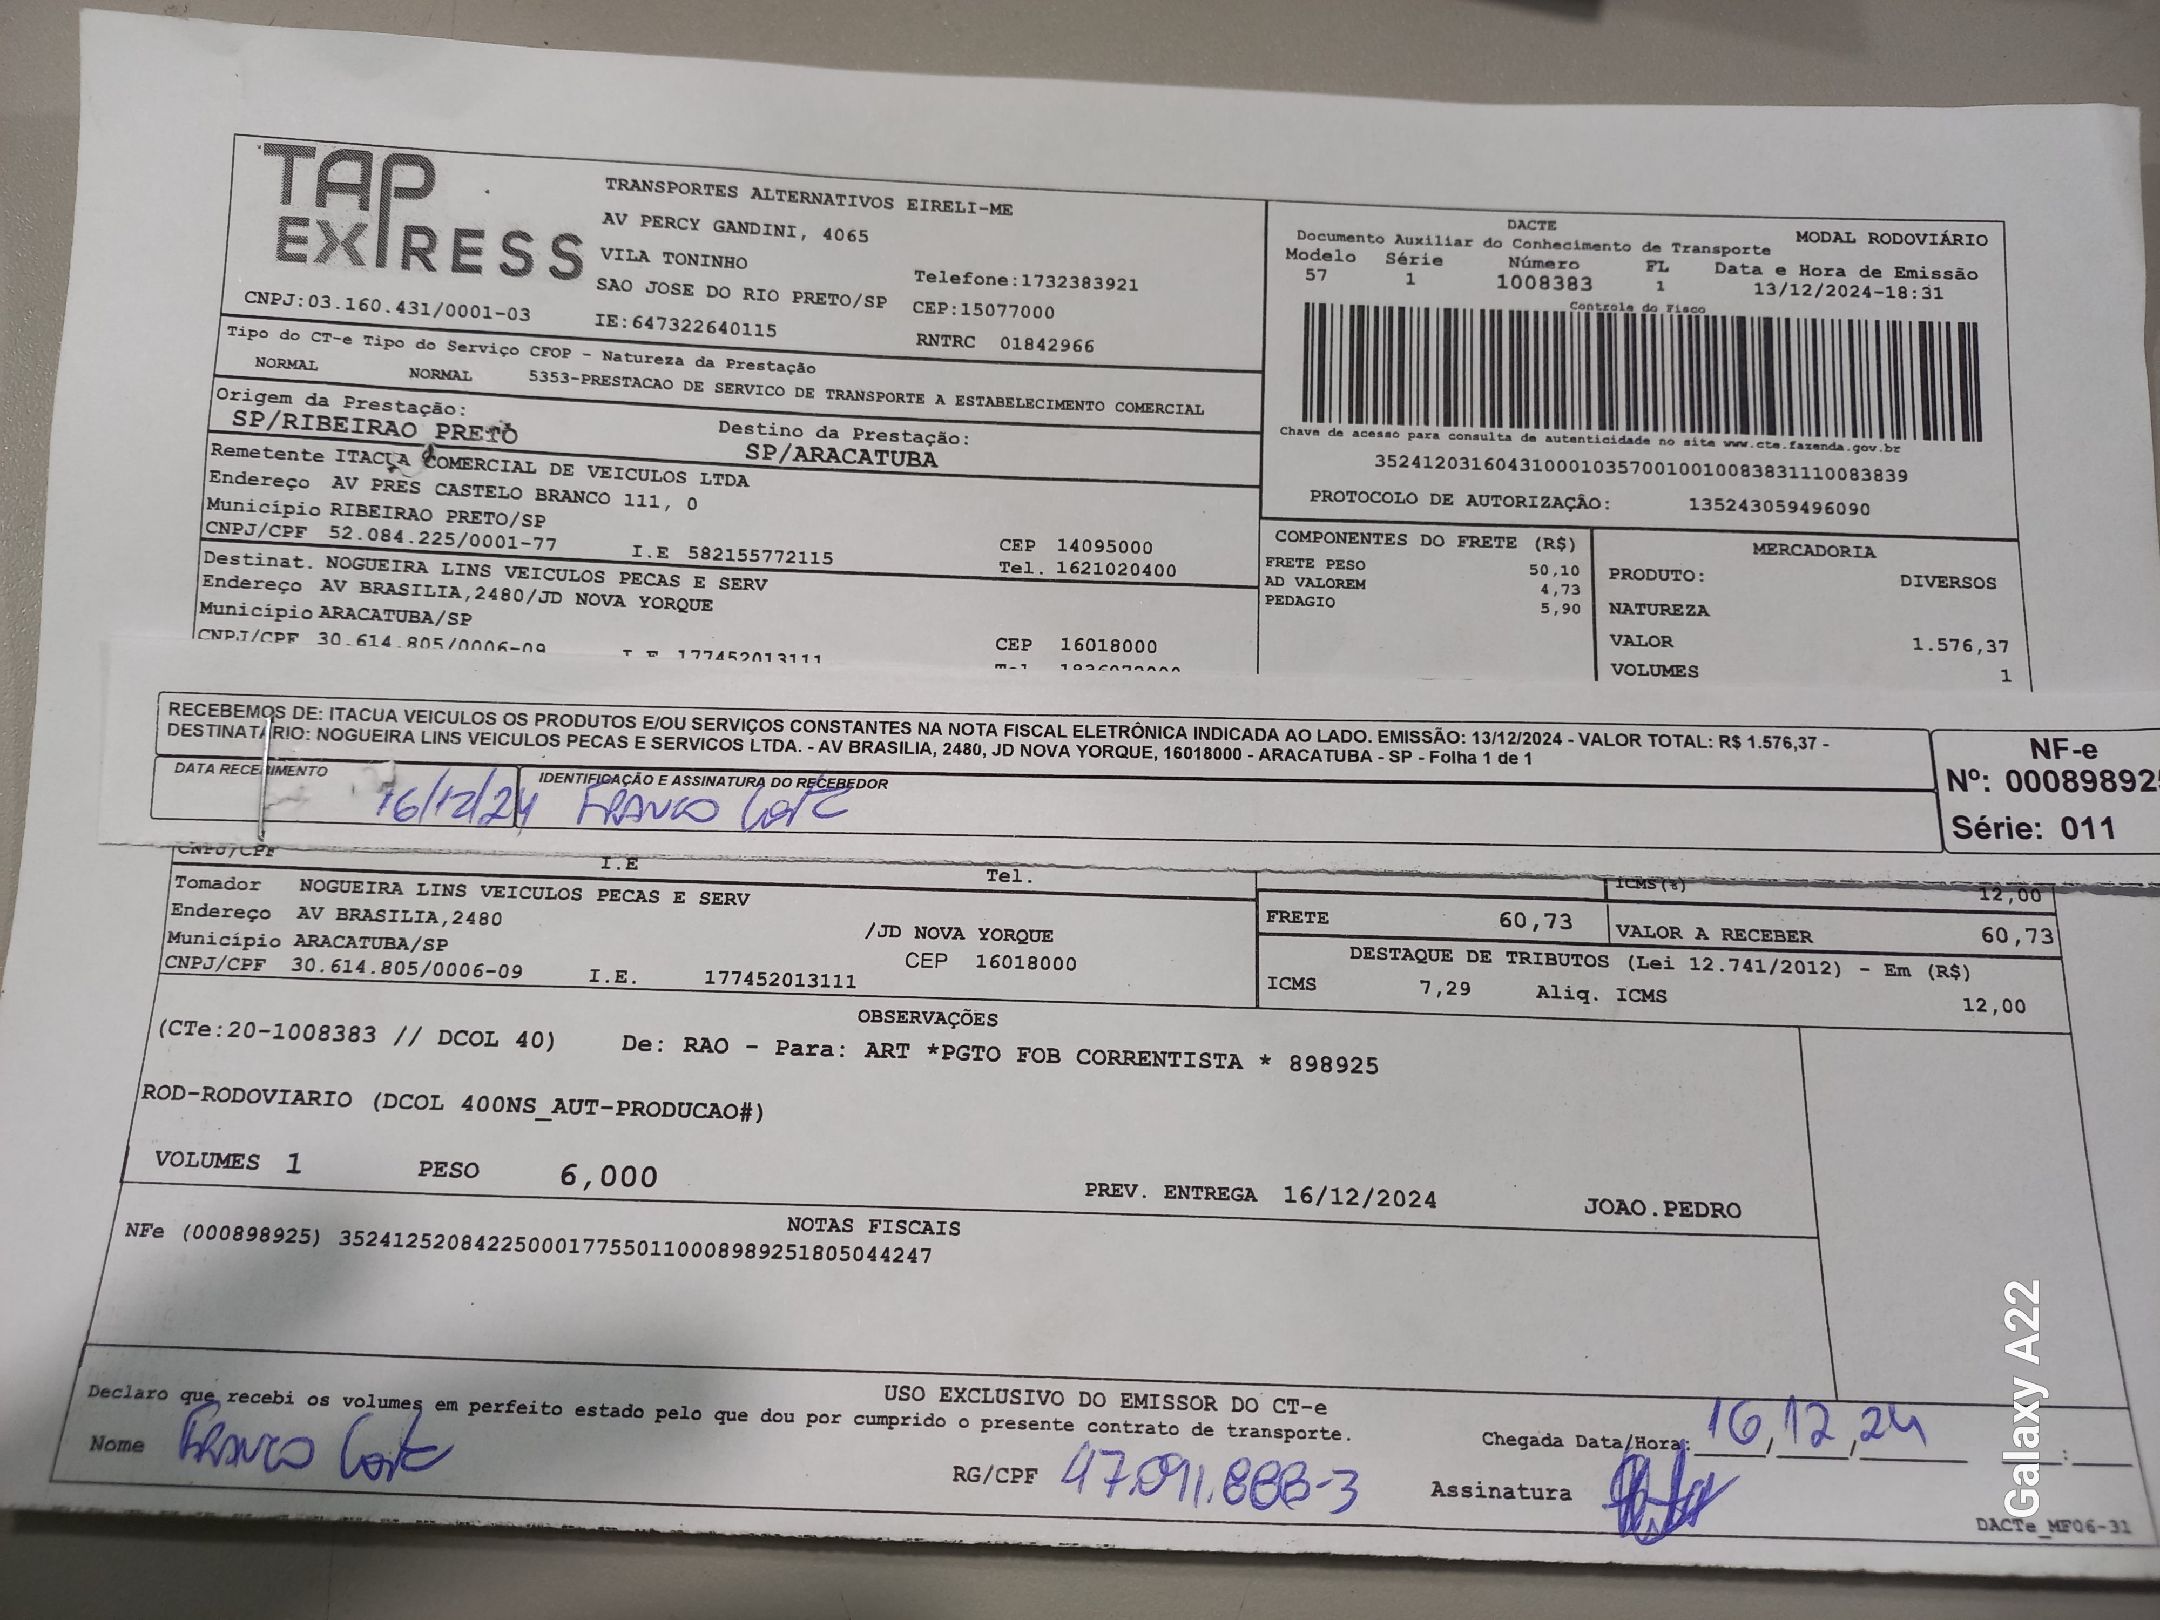 TAP EXPRESS
TRANSPORTES ALTERNATIVOS EIRELI-ME
AV PERCY GANDINI, 4065
VILA TONINHO
SAO JOSE DO RIO PRETO/SP
Telefone:1732383921
CEP:15077000
CNPJ:03.160.431/0001-03
IE:647322640115
RNTRC 01842966
DACTE
Documento Auxiliar do Conhecimento de Transporte
MODAL RODOVIÁRIO
Modelo Série Número FL Data e Hora de Emissão
57 1 1008383 1 13/12/2024-18:31
Controle do Fisco
Chave de acesso para consulta de autenticidade no site www.cte.fazenda.gov.br
35241203160431000103570010010083831110083839
PROTOCOLO DE AUTORIZAÇÃO: 135243059496090
Tipo do CT-e Tipo do Serviço CFOP - Natureza da Prestação
NORMAL NORMAL 5353-PRESTACAO DE SERVICO DE TRANSPORTE A ESTABELECIMENTO COMERCIAL
Origem da Prestação:
SP/RIBEIRAO PRETO
Destino da Prestação:
SP/ARACATUBA
Remetente ITACUA COMERCIAL DE VEICULOS LTDA
Endereço AV PRES CASTELO BRANCO 111, 0
Município RIBEIRAO PRETO/SP
CNPJ/CPF 52.084.225/0001-77 I.E 582155772115
CEP 14095000
Tel. 1621020400
Destinat. NOGUEIRA LINS VEICULOS PECAS E SERV
Endereço AV BRASILIA,2480/JD NOVA YORQUE
Município ARACATUBA/SP
CNPJ/CPF 30.614.805/0006-09 I.E 177452013111
CEP 16018000
COMPONENTES DO FRETE (R$)
FRETE PESO 50,10
AD VALOREM 4,73
PEDAGIO 5,90
MERCADORIA
PRODUTO: DIVERSOS
NATUREZA
VALOR 1.576,37
VOLUMES 1
RECEBEMOS DE: ITACUA VEICULOS OS PRODUTOS E/OU SERVIÇOS CONSTANTES NA NOTA FISCAL ELETRÔNICA INDICADA AO LADO. EMISSÃO: 13/12/2024 - VALOR TOTAL: R$ 1.576,37 -
DESTINATÁRIO: NOGUEIRA LINS VEICULOS PECAS E SERVICOS LTDA. - AV BRASILIA, 2480, JD NOVA YORQUE, 16018000 - ARACATUBA - SP - Folha 1 de 1
DATA RECEBIMENTO
16/12/24
IDENTIFICAÇÃO E ASSINATURA DO RECEBEDOR
NF-e
Nº: 000898925
Série: 011
CNPJ/CPF I.E Tel.
Tomador NOGUEIRA LINS VEICULOS PECAS E SERV
Endereço AV BRASILIA,2480 /JD NOVA YORQUE
Município ARACATUBA/SP CEP 16018000
CNPJ/CPF 30.614.805/0006-09 I.E. 177452013111
ICMS(%) 12,00
FRETE 60,73 VALOR A RECEBER 60,73
DESTAQUE DE TRIBUTOS (Lei 12.741/2012) - Em (R$)
ICMS 7,29 Aliq. ICMS 12,00
OBSERVAÇÕES
(CTe:20-1008383 // DCOL 40) De: RAO - Para: ART *PGTO FOB CORRENTISTA * 898925
ROD-RODOVIARIO (DCOL 400NS_AUT-PRODUCAO#)
VOLUMES 1 PESO 6,000 PREV. ENTREGA 16/12/2024 JOAO.PEDRO
NOTAS FISCAIS
NFe (000898925) 35241252084225000177550110008989251805044247
USO EXCLUSIVO DO EMISSOR DO CT-e
Declaro que recebi os volumes em perfeito estado pelo que dou por cumprido o presente contrato de transporte.
Nome
RG/CPF 47.091.888-3
Chegada Data/Hora: 16/12/24 :
Assinatura
DACTe_MF06-31
Galaxy A22